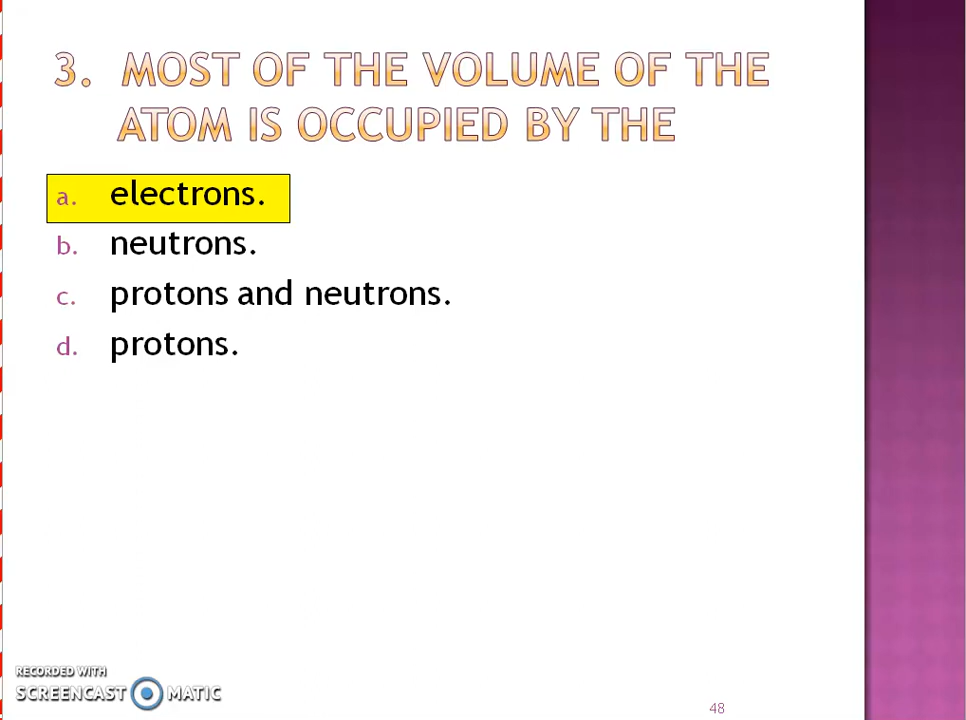 3. MOST OF THE VOLUME OF THE
ATOM IS OCCUPIED BY THE
a. electrons.
b. neutrons.
c. protons and neutrons.
d. protons.
RECORDED WITH
SCREENCAST MATIC
48